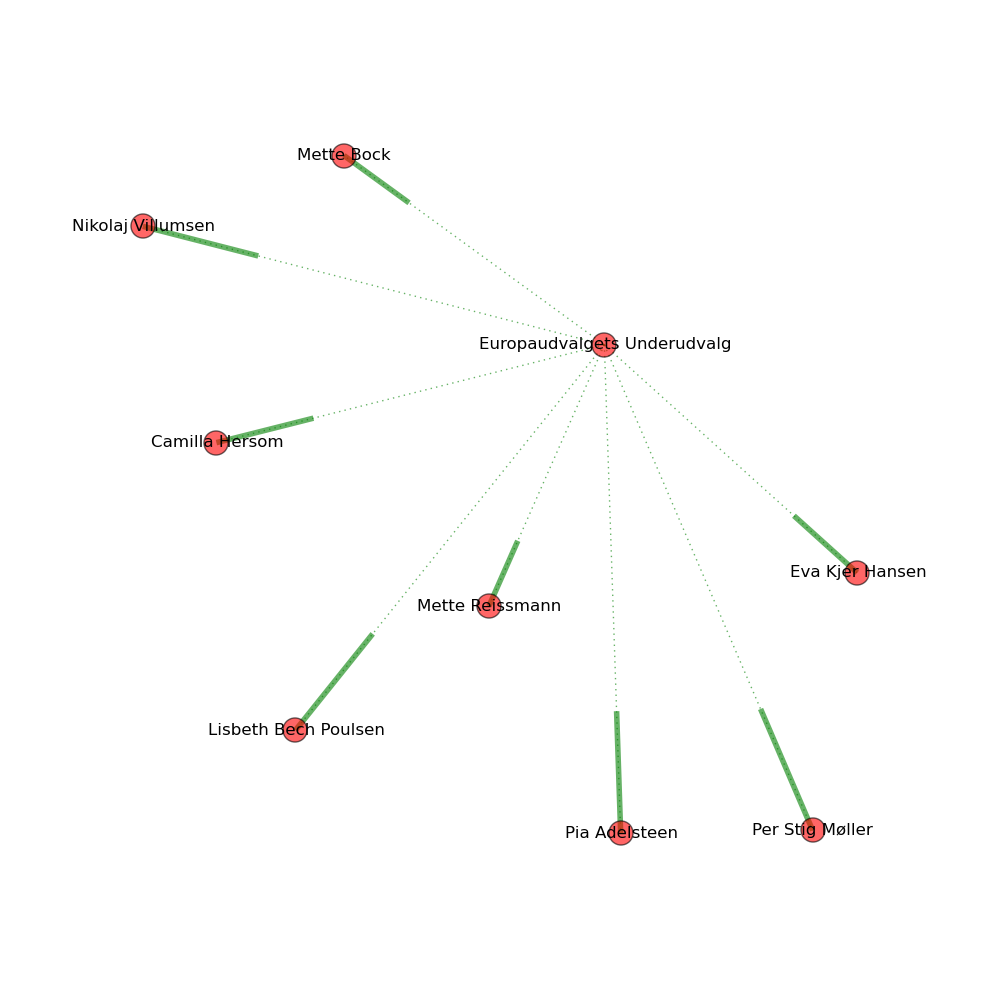 Mette Bock
Nikolaj Villumsen
Europaudvalgets Underudvalg
Camilla Hersom
Eva Kjer Hansen
Mette Reissmann
Lisbeth Bech Poulsen
Pia Adelsteen
Per Stig Møller